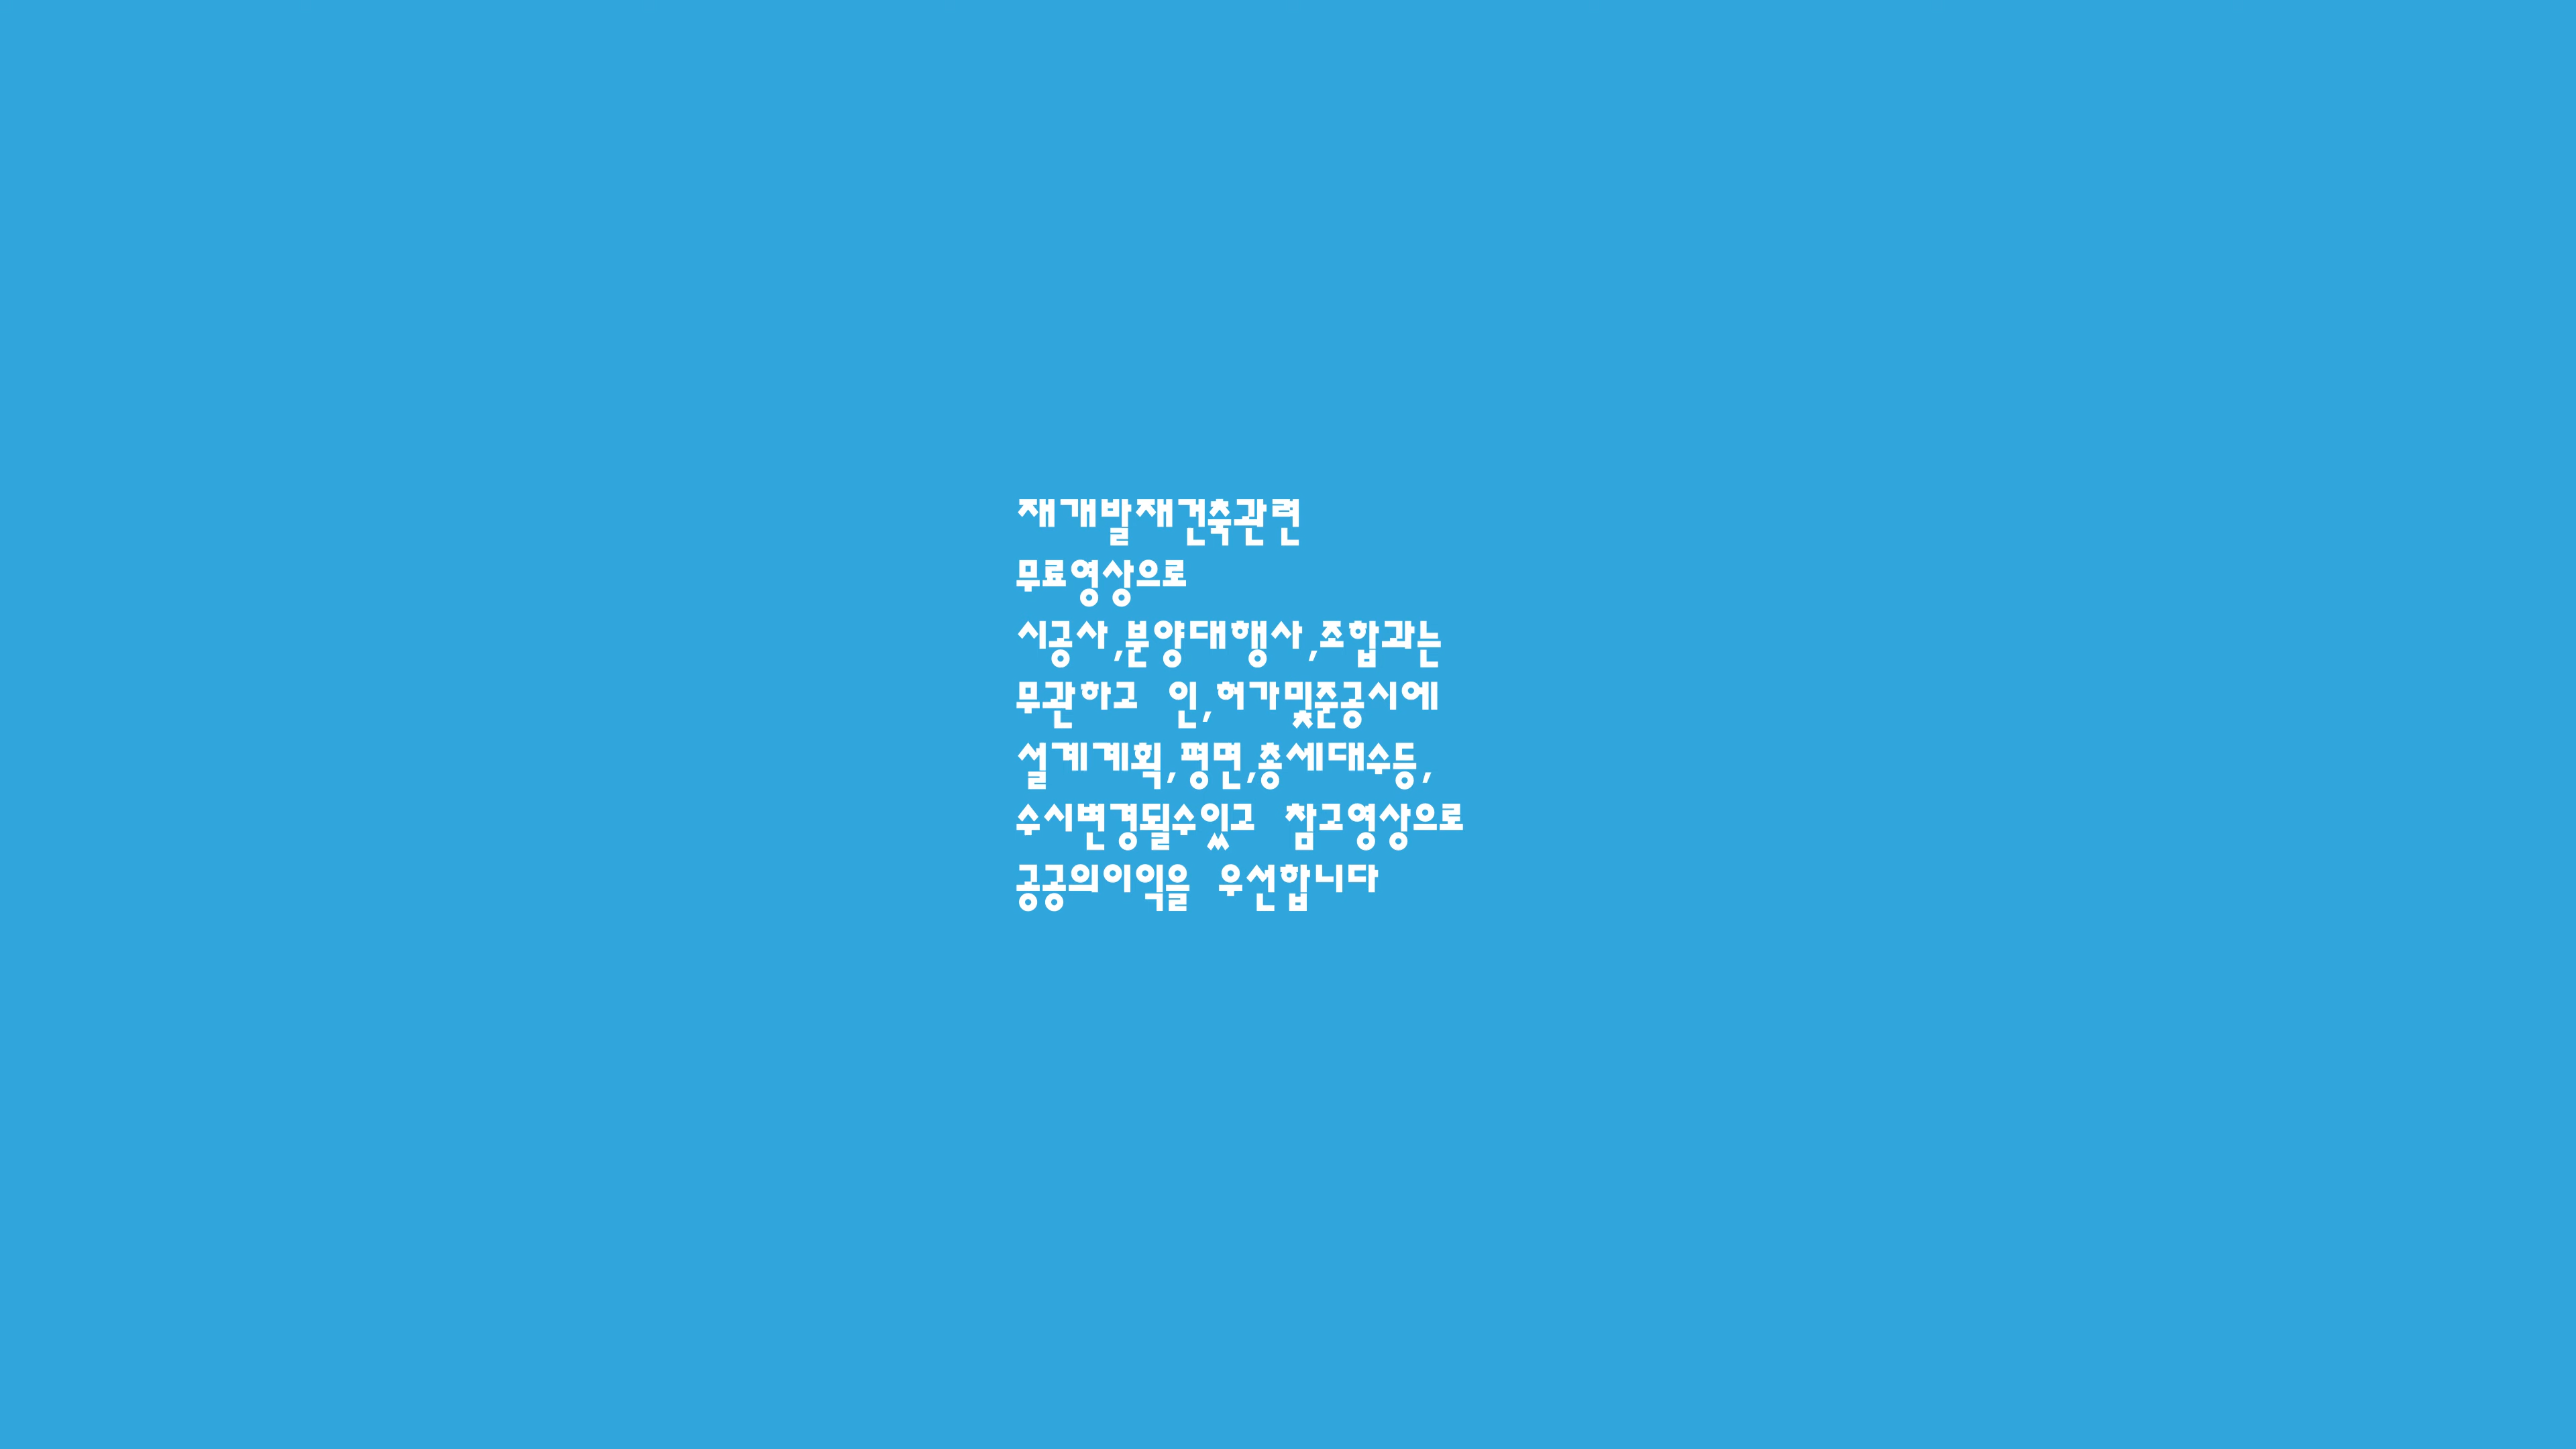 재개발재건축관련
무료영상으로
시공사,분양대행사,조합과는
무관하고 인,허가및준공시에
설계계획,평면,총세대수등,
수시변경될수있고 참고영상으로
공공의이익을 우선합니다